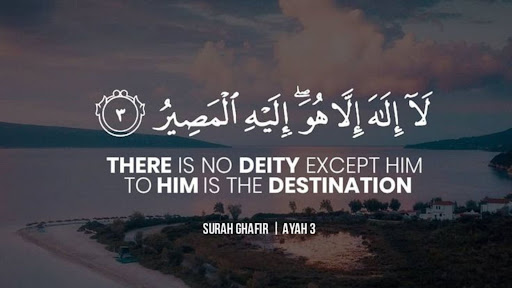 لَآ إِلَٰهَ إِلَّا هُوَ ۖ إِلَيْهِ ٱلْمَصِيرُ ٣
THERE IS NO DEITY EXCEPT HIM
TO HIM IS THE DESTINATION
SURAH GHAFIR | AYAH 3